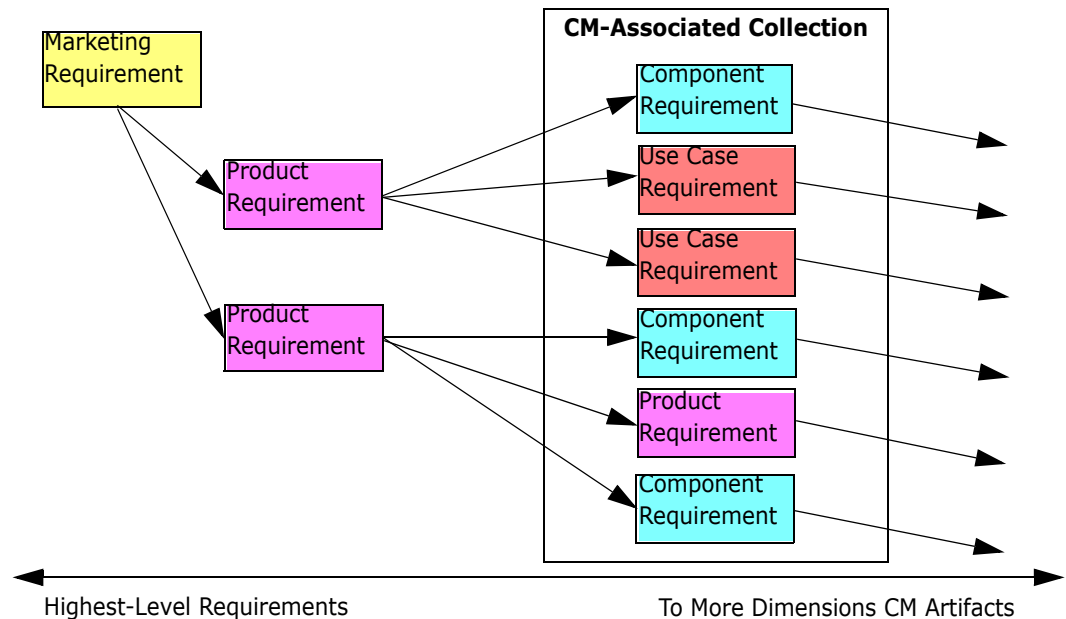 CM-Associated Collection
Marketing
Requirement
Component
Requirement
Product
Requirement
Use Case
Requirement
Use Case
Requirement
Product
Requirement
Component
Requirement
Product
Requirement
Component
Requirement
Highest-Level Requirements
To More Dimensions CM Artifacts